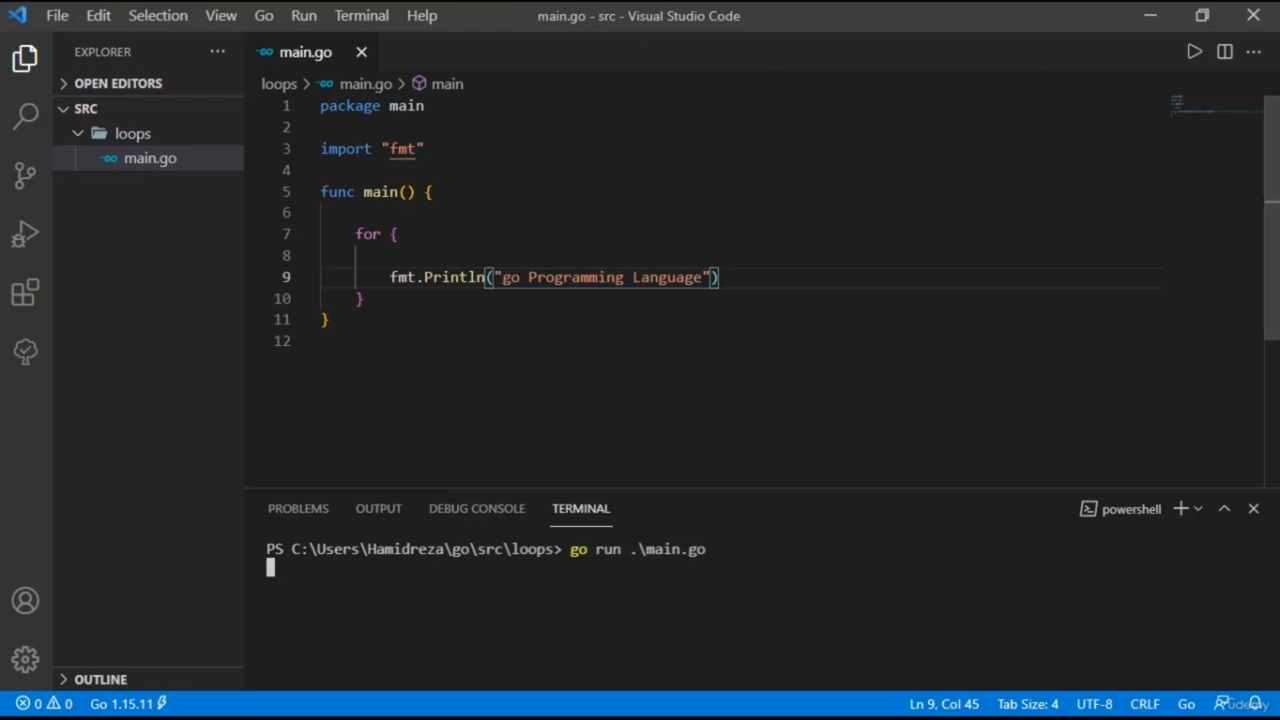 File Edit Selection View Go Run Terminal Help main.go - src - Visual Studio Code
EXPLORER
OPEN EDITORS
SRC
loops
main.go
OUTLINE
main.go
loops > main.go > main
1 package main
2
3 import "fmt"
4
5 func main() {
6
7 for {
8
9 fmt.Println("go Programming Language")
10 }
11 }
12
PROBLEMS OUTPUT DEBUG CONSOLE TERMINAL powershell
PS C:\Users\Hamidreza\go\src\loops> go run .\main.go
0 0 Go 1.15.11 Ln 9, Col 45 Tab Size: 4 UTF-8 CRLF Go
Udemy